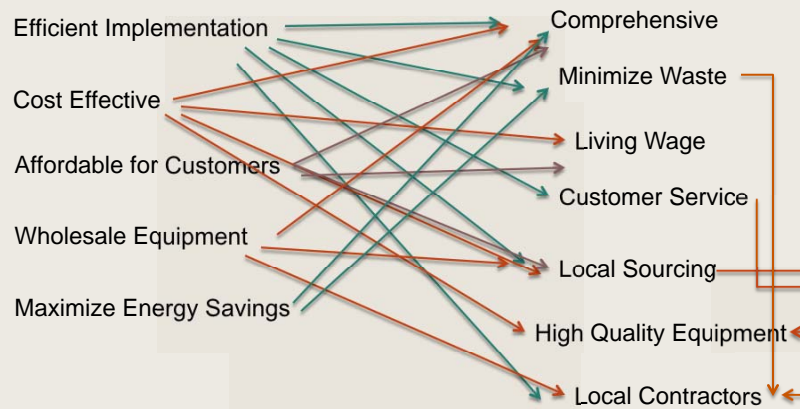 Efficient Implementation
Cost Effective
Affordable for Customers
Wholesale Equipment
Maximize Energy Savings
Comprehensive
Minimize Waste
Living Wage
Customer Service
Local Sourcing
High Quality Equipment
Local Contractors